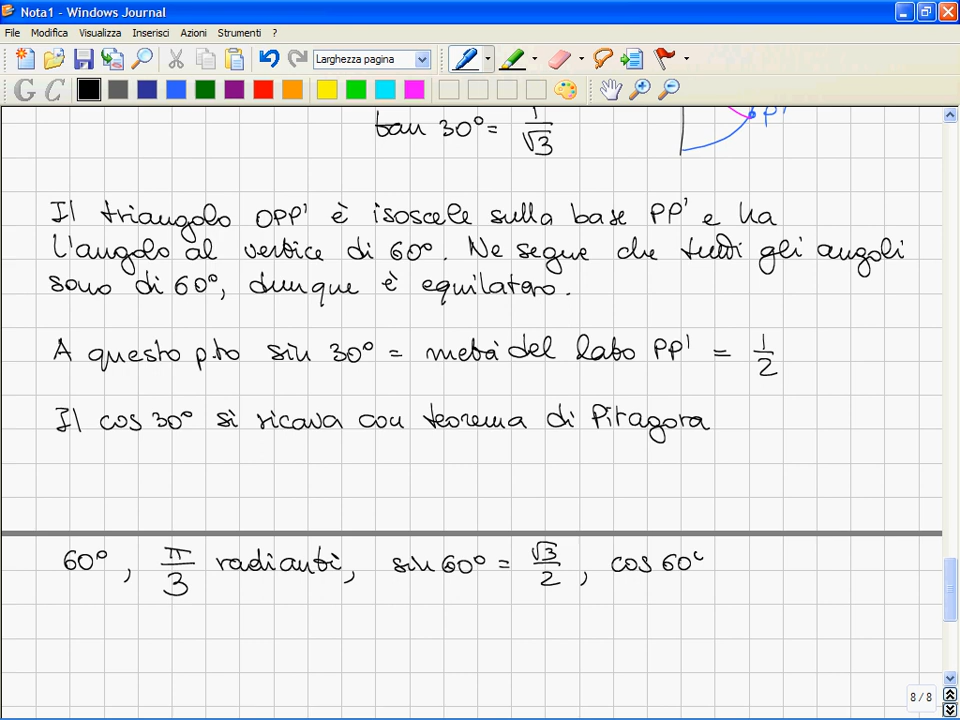 Nota1 - Windows Journal
File Modifica Visualizza Inserisci Azioni Strumenti ?
Larghezza pagina
G C
tan 30° = 1/√3
P'
Il triangolo OPP' è isoscele sulla base PP' e ha
l'angolo al vertice di 60°. Ne segue che tutti gli angoli
sono di 60°, dunque è equilatero.
A questo p.to sin 30° = metà del lato PP' = 1/2
Il cos 30° si ricava con teorema di Pitagora
60°, π/3 radianti, sin 60° = √3/2, cos 60°
8 / 8